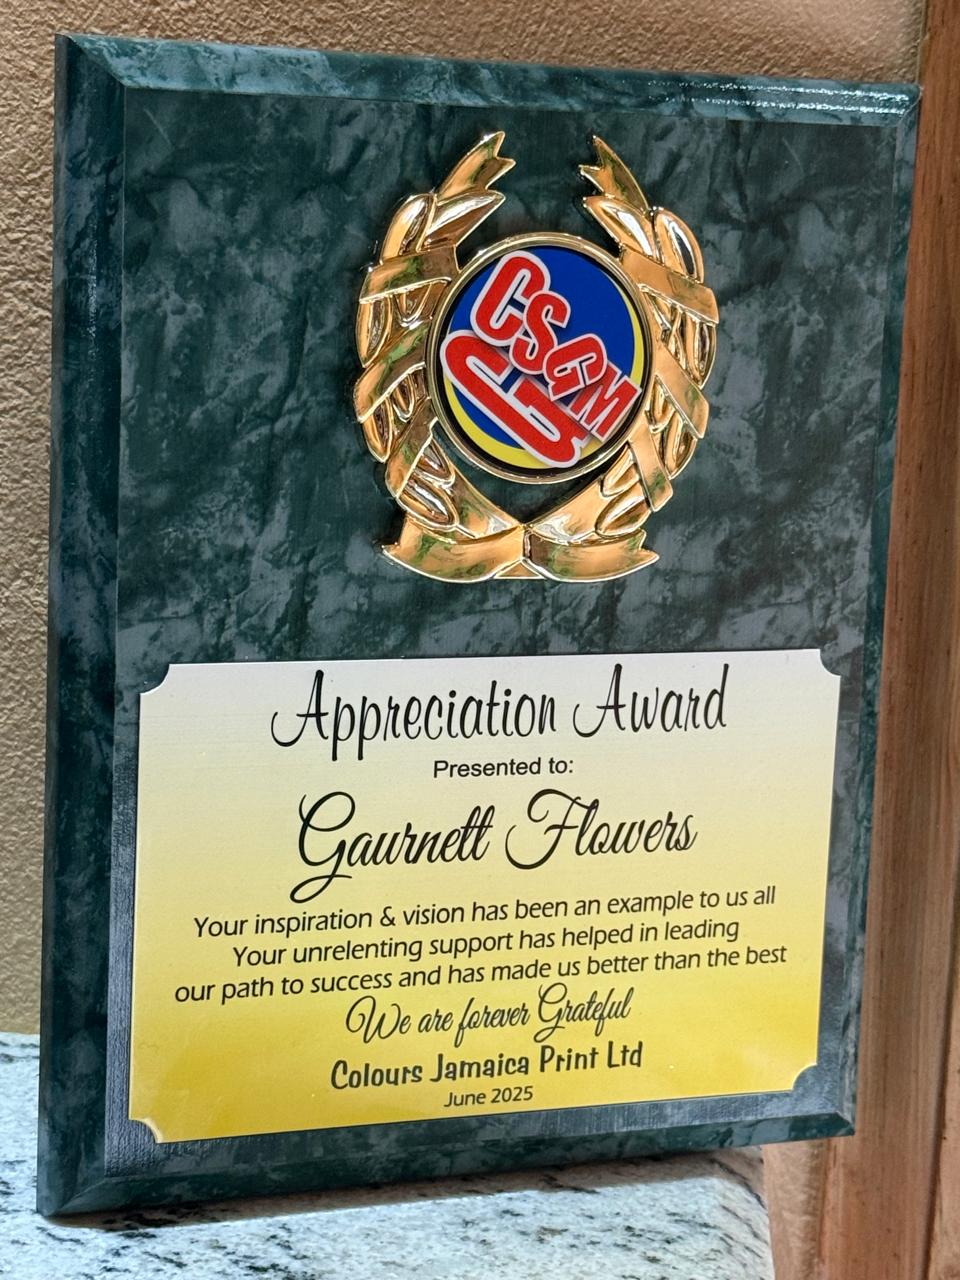 CS&M
Appreciation Award
Presented to:
Gaurnett Flowers
Your inspiration & vision has been an example to us all
Your unrelenting support has helped in leading
our path to success and has made us better than the best
We are forever Grateful
Colours Jamaica Print Ltd
June 2025